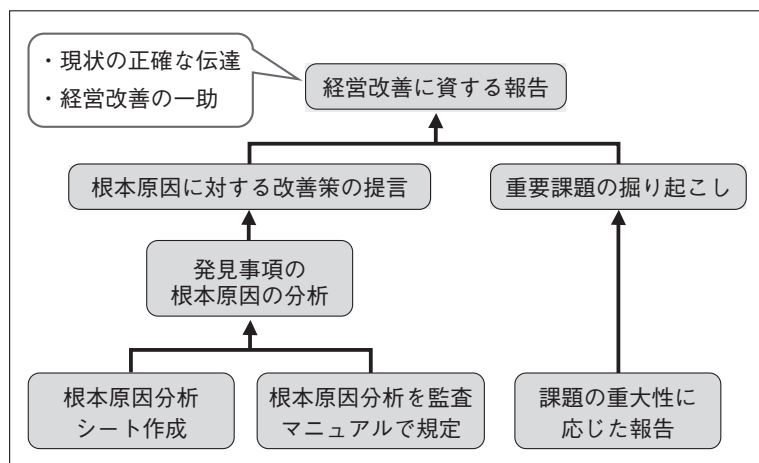 ・現状の正確な伝達
・経営改善の一助
経営改善に資する報告
根本原因に対する改善策の提言
重要課題の掘り起こし
発見事項の
根本原因の分析
根本原因分析
シート作成
根本原因分析を監査
マニュアルで規定
課題の重大性に
応じた報告